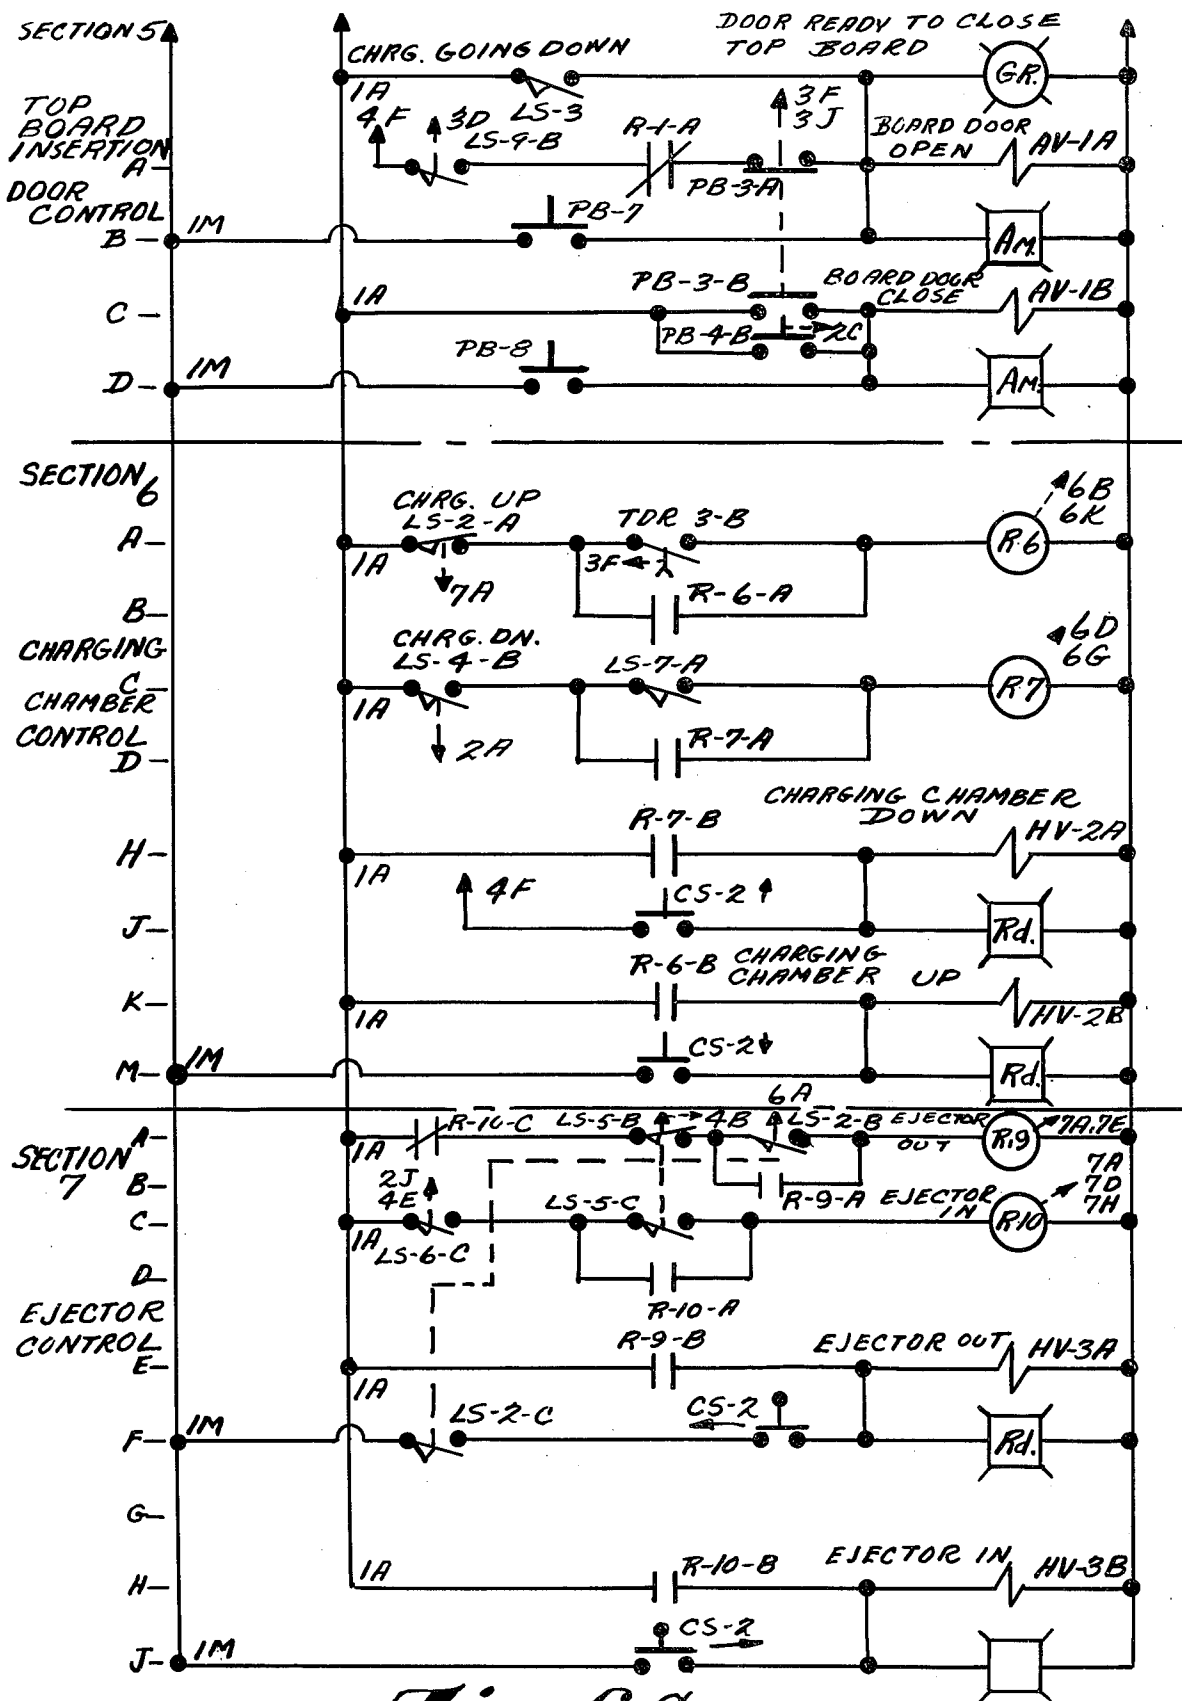 SECTION 5
DOOR READY TO CLOSE
TOP BOARD
CHRG. GOING DOWN
GR.
1A
LS-3
TOP
BOARD
INSERTION
A-
4F
3D
LS-9-B
R-1-A
3F
3J
PB-3-A
BOARD DOOR
OPEN
AV-1A
DOOR
CONTROL
B-
1M
PB-7
Am.
C-
1A
PB-3-B
BOARD DOOR
CLOSE
AV-1B
PB-4-B
2C
D-
1M
PB-8
Am.
SECTION
6
A-
CHRG. UP
LS-2-A
TDR 3-B
6B
6K
R.6
1A
7A
3F
B-
R-6-A
CHARGING
CHAMBER
CONTROL
CHRG. DN.
LS-4-B
LS-7-A
6D
6G
C-
1A
R.7
2A
D-
R-7-A
CHARGING CHAMBER
DOWN
R-7-B
HV-2A
H-
1A
4F
CS-2
J-
Rd.
R-6-B
CHARGING
CHAMBER UP
K-
1A
HV-2B
M-
1M
CS-2
Rd.
6A
SECTION
7
A-
1A
R-10-C
LS-5-B
4B
LS-2-B
EJECTOR
OUT
R.9
7A.7E
B-
R-9-A
2J
4E
7A
7D
7H
C-
1A
LS-6-C
LS-5-C
EJECTOR
IN
R.10
D-
R-10-A
EJECTOR
CONTROL
E-
1A
R-9-B
EJECTOR OUT
HV-3A
F-
1M
LS-2-C
CS-2
Rd.
G-
H-
1A
R-10-B
EJECTOR IN
HV-3B
J-
1M
CS-2